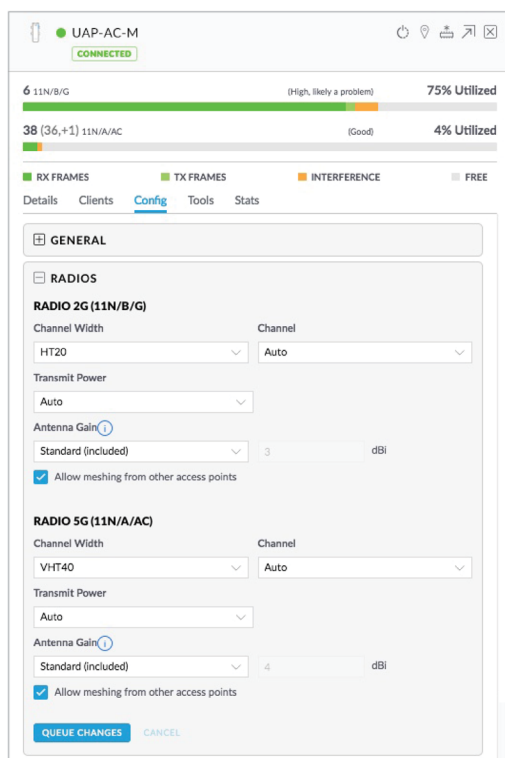 UAP-AC-M
CONNECTED
6 11N/B/G (High, likely a problem) 75% Utilized
38 (36,+1) 11N/A/AC (Good) 4% Utilized
RX FRAMES TX FRAMES INTERFERENCE FREE
Details Clients Config Tools Stats
GENERAL
RADIOS
RADIO 2G (11N/B/G)
Channel Width Channel
HT20 Auto
Transmit Power
Auto
Antenna Gain i
Standard (included) 3 dBi
Allow meshing from other access points
RADIO 5G (11N/A/AC)
Channel Width Channel
VHT40 Auto
Transmit Power
Auto
Antenna Gain i
Standard (included) 4 dBi
Allow meshing from other access points
QUEUE CHANGES CANCEL